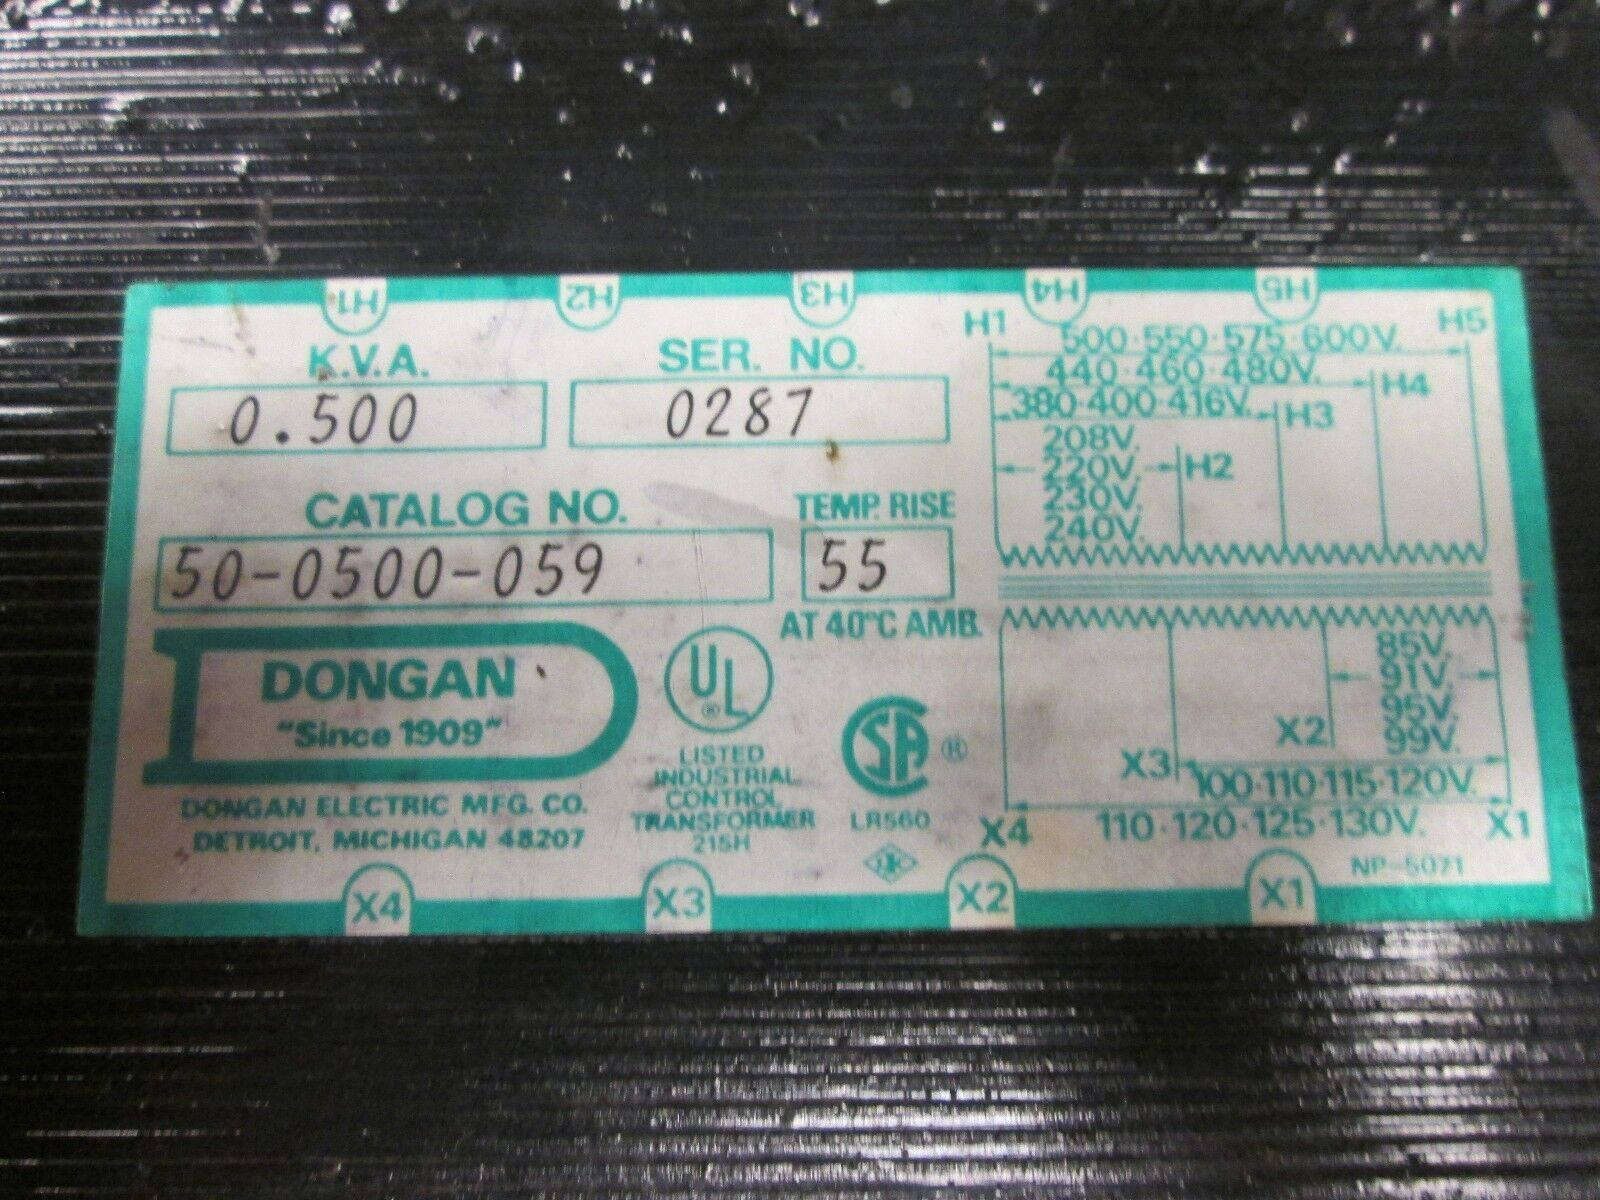 H1 H2 H3 H4 H5
K.V.A.
0.500
SER. NO.
0287
CATALOG NO.
50-0500-059
TEMP. RISE
55
AT 40°C AMB.
DONGAN
"Since 1909"
DONGAN ELECTRIC MFG. CO.
DETROIT, MICHIGAN 48207
UL
®
LISTED
INDUSTRIAL
CONTROL
TRANSFORMER
215H
SA ®
LR560
H1 H5
500·550·575·600V.
440·460·480V. H4
380·400·416V. H3
208V.
220V. H2
230V.
240V.
85V.
91V.
95V.
99V.
X2
X3
100·110·115·120V.
X4 110·120·125·130V. X1
NP-5071
X4 X3 X2 X1